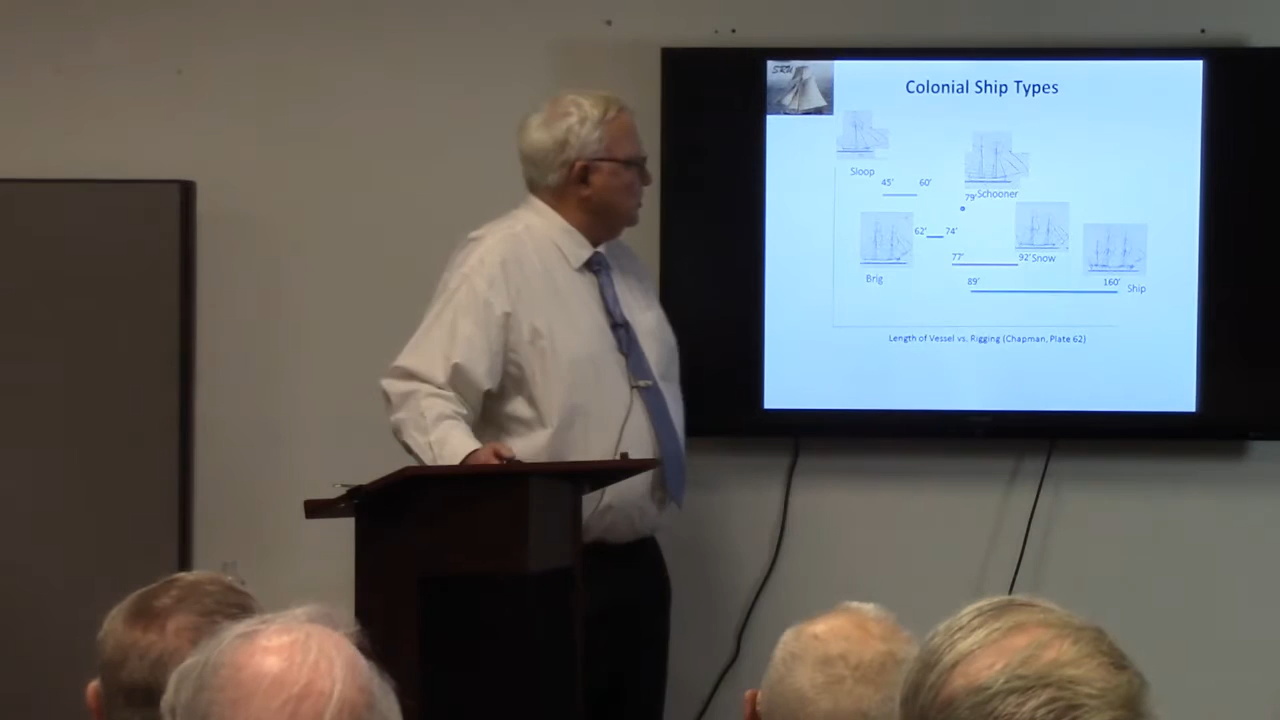 Colonial Ship Types
Sloop
45' 60'
79' Schooner
62' 74'
77' 92' Snow
Brig
89' 160' Ship
Length of Vessel vs. Rigging (Chapman, Plate 62)